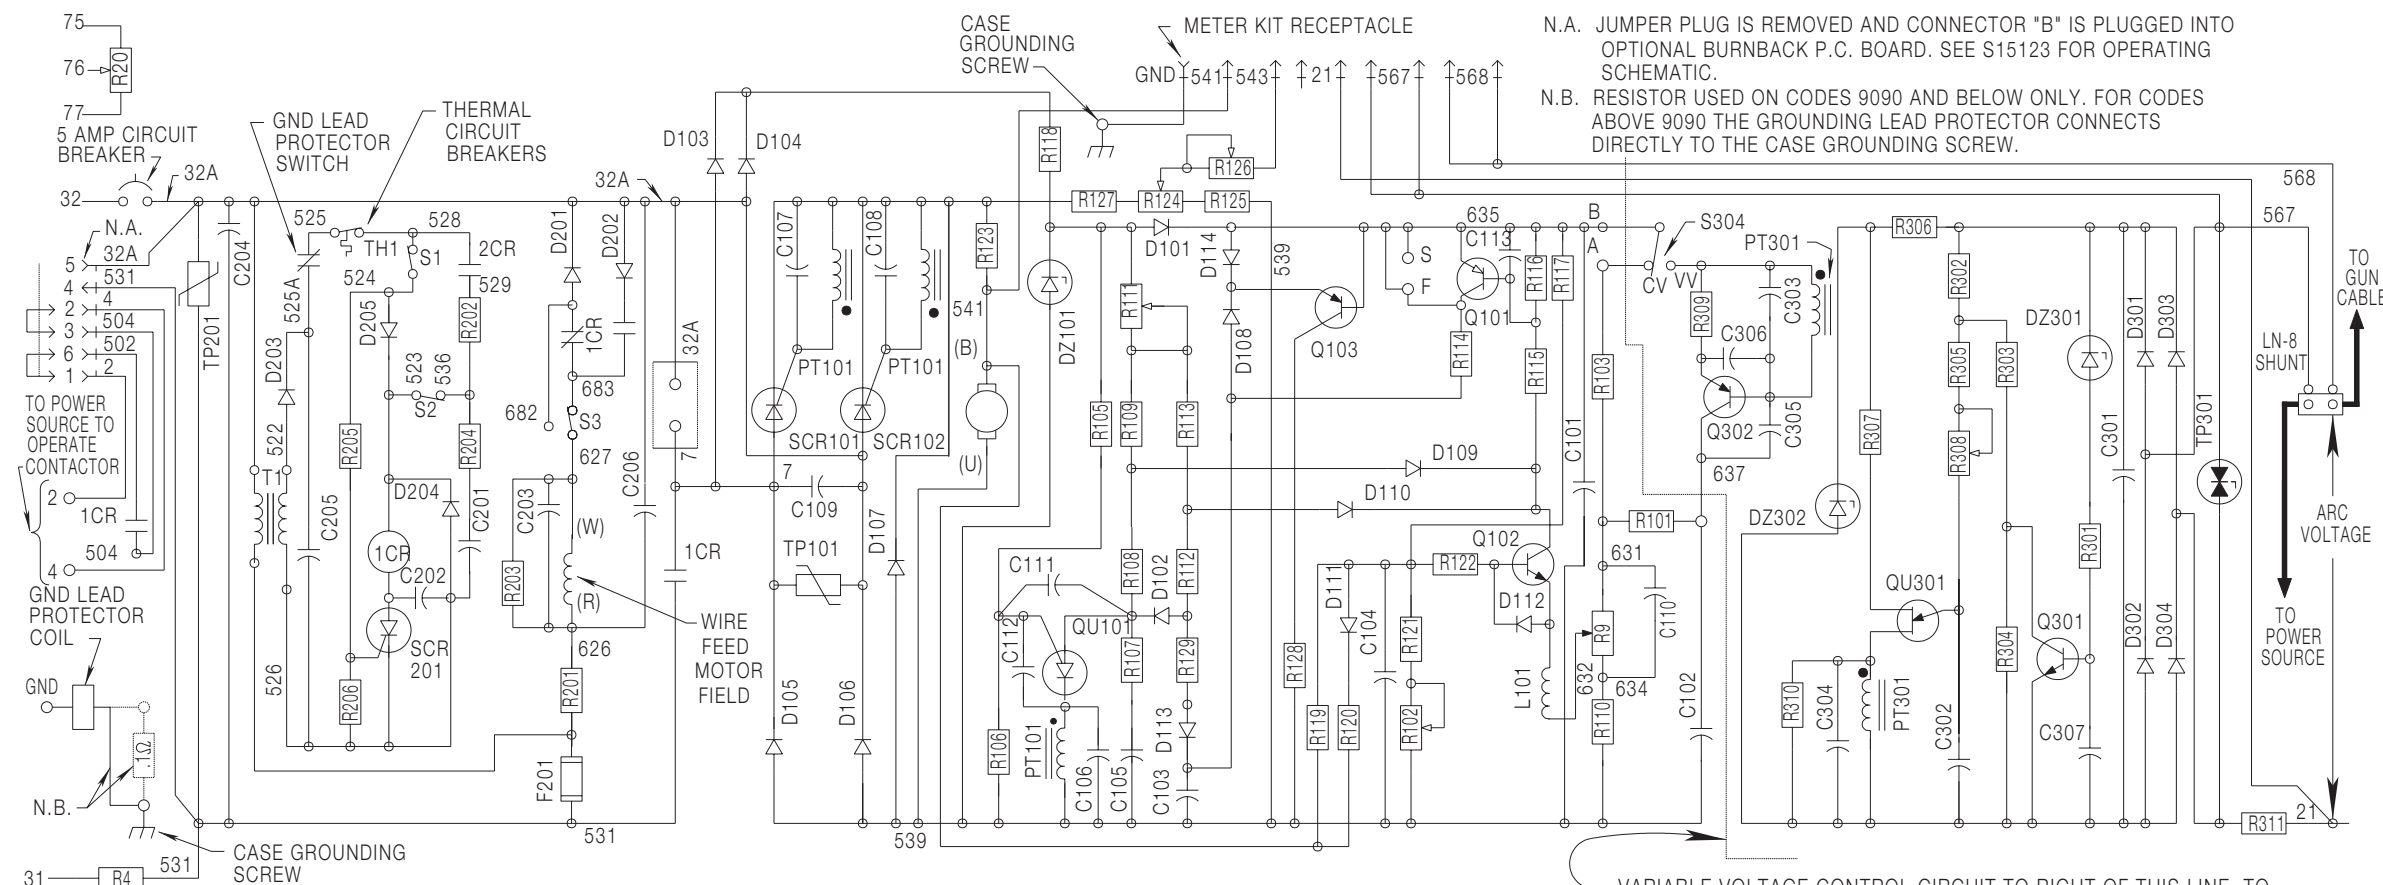 75
76
R20
77
5 AMP CIRCUIT
BREAKER
32
32A
GND LEAD
PROTECTOR
SWITCH
THERMAL
CIRCUIT
BREAKERS
CASE
GROUNDING
SCREW
METER KIT RECEPTACLE
GND
541
543
21
567
568
N.A. JUMPER PLUG IS REMOVED AND CONNECTOR "B" IS PLUGGED INTO
OPTIONAL BURNBACK P.C. BOARD. SEE S15123 FOR OPERATING
SCHEMATIC.
N.B. RESISTOR USED ON CODES 9090 AND BELOW ONLY. FOR CODES
ABOVE 9090 THE GROUNDING LEAD PROTECTOR CONNECTS
DIRECTLY TO THE CASE GROUNDING SCREW.
D103
D104
R118
R126
32A
R127
R124
R125
568
567
N.A.
5
32A
4
531
2
4
3
504
6
502
1
2
TP201
C204
525
TH1
528
S1
2CR
529
524
525A
D205
R202
D203
523
536
S2
522
T1
R205
R204
C205
D204
C201
1CR
C202
SCR
201
526
R206
D201
D202
1CR
683
682
S3
627
C203
(W)
R203
(R)
626
R201
F201
531
C206
32A
7
1CR
WIRE
FEED
MOTOR
FIELD
C107
C108
PT101
PT101
SCR101
SCR102
7
C109
TP101
D107
D105
D106
R123
541
(B)
(U)
539
DZ101
D101
D114
539
R111
D108
R105
R109
R113
D109
D110
C111
R108
D102
R112
C112
QU101
R107
R129
R106
PT101
C106
C105
D113
C103
Q103
R128
S
F
635
C113
Q101
R114
R116
R117
R115
C101
D111
C104
R122
Q102
D112
R121
R119
R120
R102
L101
B
A
S304
CV
VV
R103
R101
631
R9
632
634
C110
R110
C102
R309
C306
Q302
637
C303
C305
PT301
R306
R307
DZ302
QU301
R310
C304
PT301
R302
R305
R308
R303
C302
R304
Q301
DZ301
R301
C307
C301
D301
D303
D302
D304
TP301
R311
21
LN-8
SHUNT
TO
GUN
CABLE
ARC
VOLTAGE
TO
POWER
SOURCE
TO POWER
SOURCE TO
OPERATE
CONTACTOR
2
1CR
504
4
GND LEAD
PROTECTOR
COIL
GND
.1Ω
N.B.
CASE GROUNDING
SCREW
31
R4
531
VARIABLE VOLTAGE CONTROL CIRCUIT TO RIGHT OF THIS LINE. TO